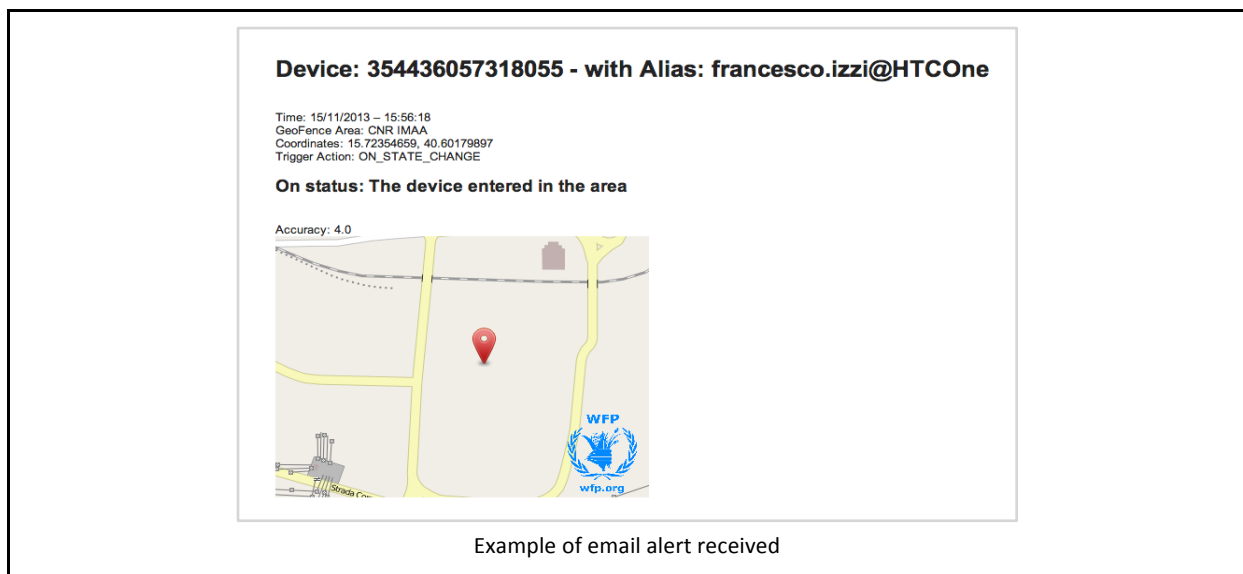 Device: 354436057318055 - with Alias: francesco.izzi@HTCOne
Time: 15/11/2013 – 15:56:18
GeoFence Area: CNR IMAA
Coordinates: 15.72354659, 40.60179897
Trigger Action: ON_STATE_CHANGE
On status: The device entered in the area
Accuracy: 4.0
WFP
wfp.org
Strada
Example of email alert received